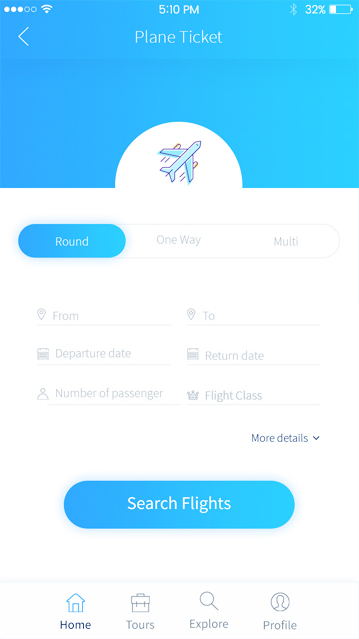 5:10 PM 32%
Plane Ticket
Round One Way Multi
From To
Departure date Return date
Number of passenger Flight Class
More details
Search Flights
Home Tours Explore Profile